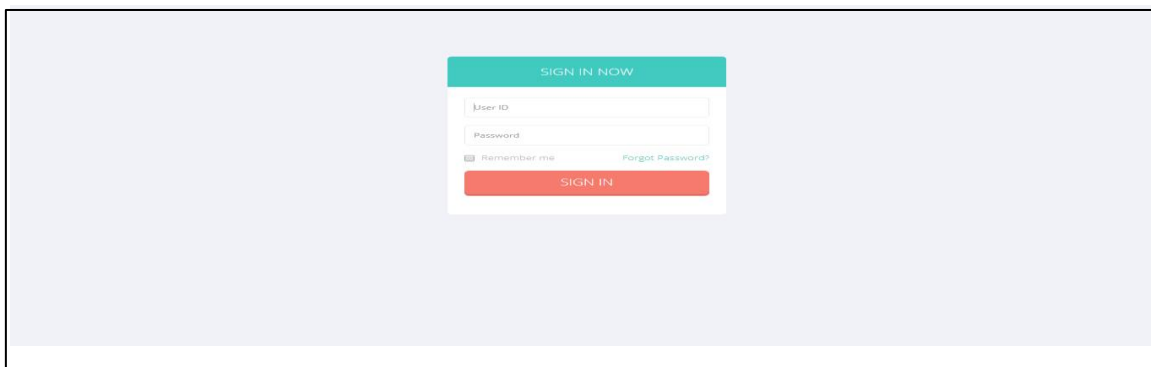 SIGN IN NOW
User ID
Password
Remember me Forgot Password?
SIGN IN